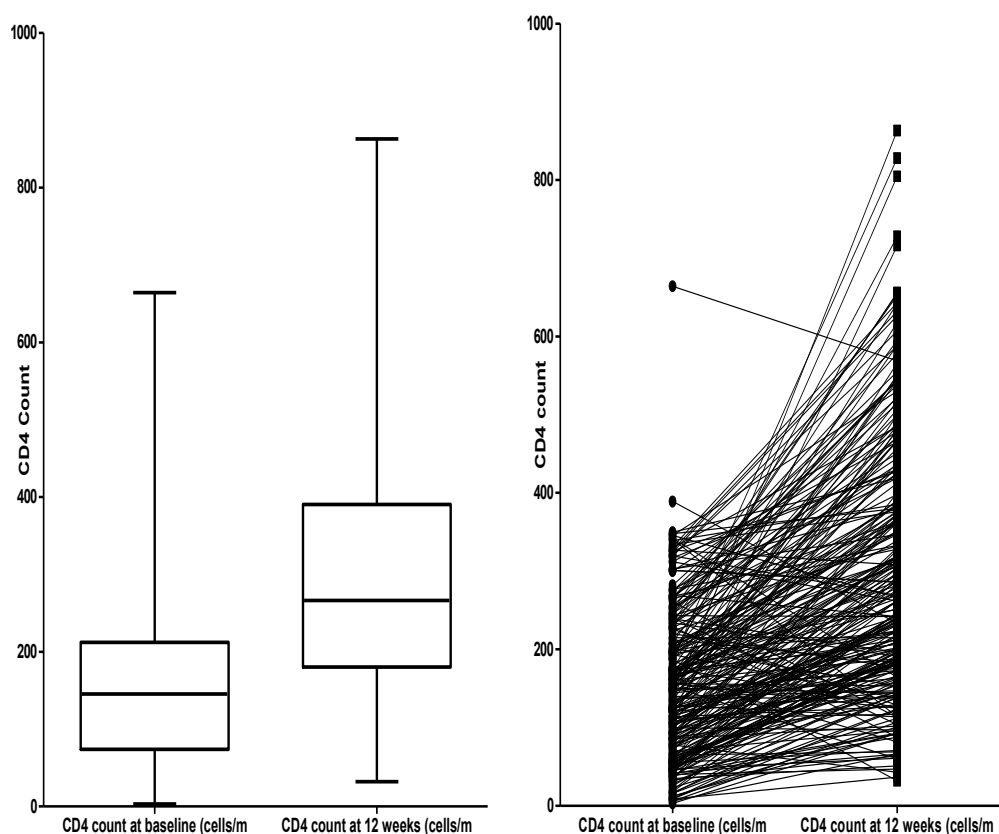 1000
800
600
400
200
0
CD4 Count
CD4 count at baseline (cells/m
CD4 count at 12 weeks (cells/m
1000
800
600
400
200
0
CD4 count
CD4 count at baseline (cells/m
CD4 count at 12 weeks (cells/m